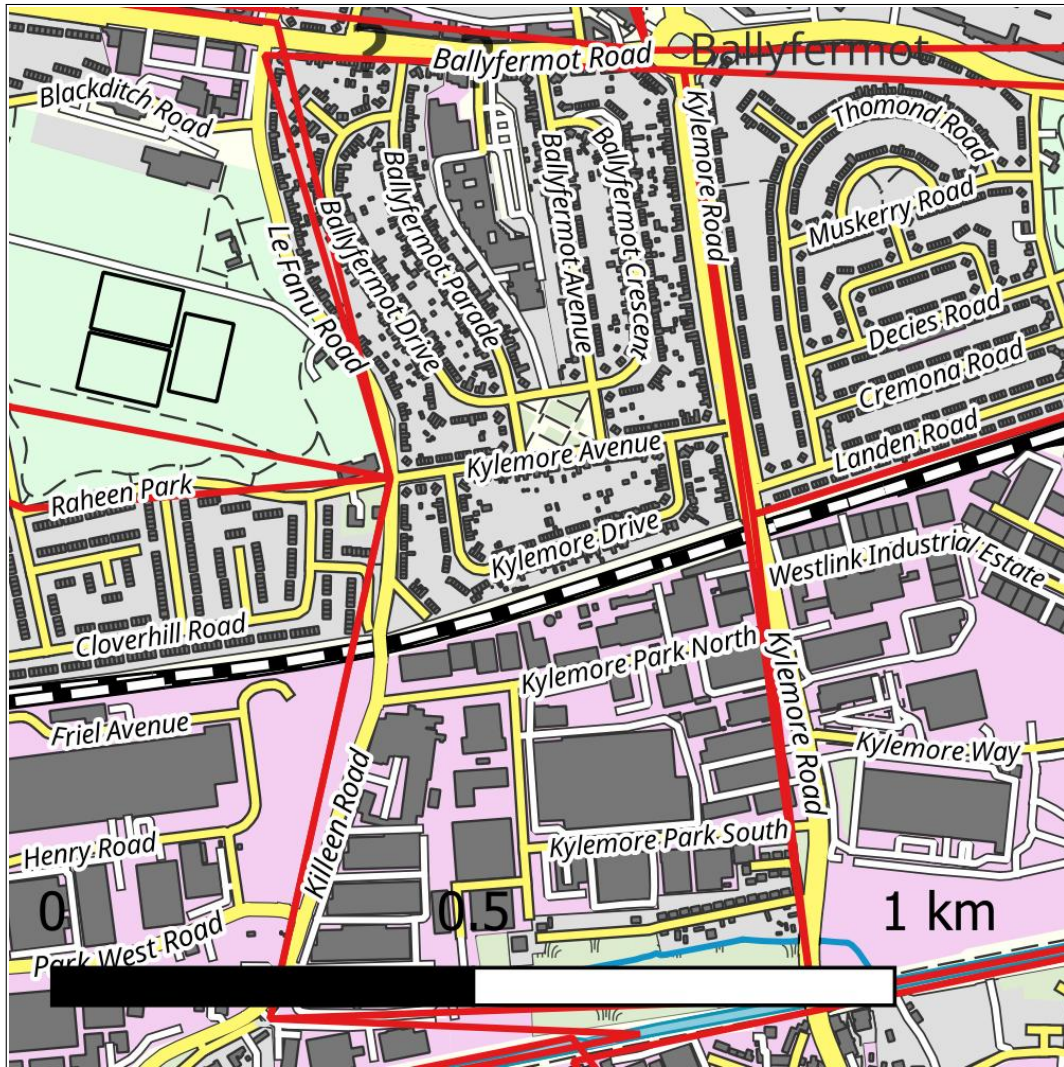 Ballyfermot
Ballyfermot Road
Blackditch Road
Kylemore Road
Thomond Road
Ballyfermot Parade
Ballyfermot Avenue
Ballyfermot Crescent
Muskerry Road
Ballyfermot Drive
Le Fanu Road
Decies Road
Cremona Road
Landen Road
Kylemore Avenue
Raheen Park
Kylemore Drive
Westlink Industrial Estate
Cloverhill Road
Kylemore Park North
Kylemore Road
Friel Avenue
Kylemore Way
Killeen Road
Henry Road
Kylemore Park South
0
0.5
1 km
Park West Road